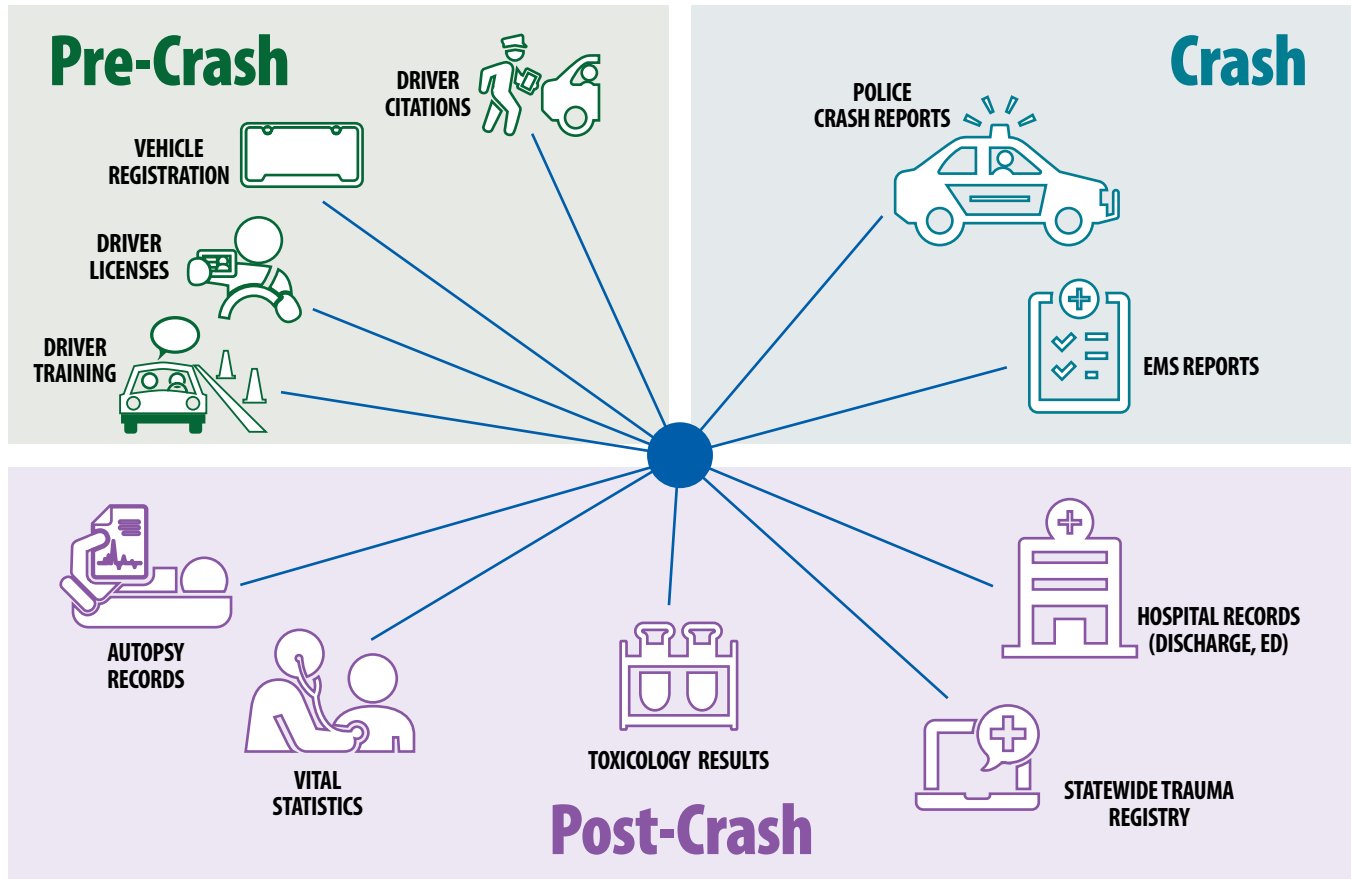 Pre-Crash
DRIVER
CITATIONS
VEHICLE
REGISTRATION
DRIVER
LICENSES
DRIVER
TRAINING
Crash
POLICE
CRASH REPORTS
EMS REPORTS
AUTOPSY
RECORDS
VITAL
STATISTICS
TOXICOLOGY RESULTS
HOSPITAL RECORDS
(DISCHARGE, ED)
STATEWIDE TRAUMA
REGISTRY
Post-Crash